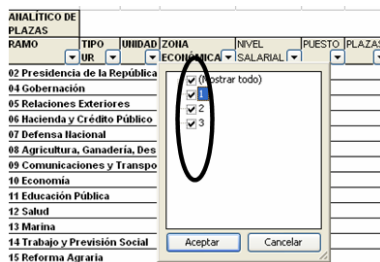 ANALÍTICO DE
PLAZAS
RAMO TIPO UNIDAD ZONA NIVEL PUESTO PLAZAS
UR ECONÓMICA SALARIAL
(Mostrar todo)
1
2
3
Aceptar Cancelar
02 Presidencia de la República
04 Gobernación
05 Relaciones Exteriores
06 Hacienda y Crédito Público
07 Defensa Nacional
08 Agricultura, Ganadería, Des
09 Comunicaciones y Transpo
10 Economía
11 Educación Pública
12 Salud
13 Marina
14 Trabajo y Previsión Social
15 Reforma Agraria